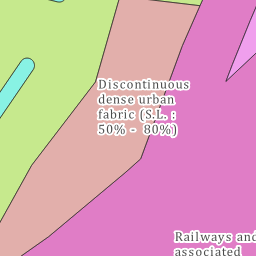 Discontinuous
dense urban
fabric (S.L. :
50% -  80%)
Railways and
associated